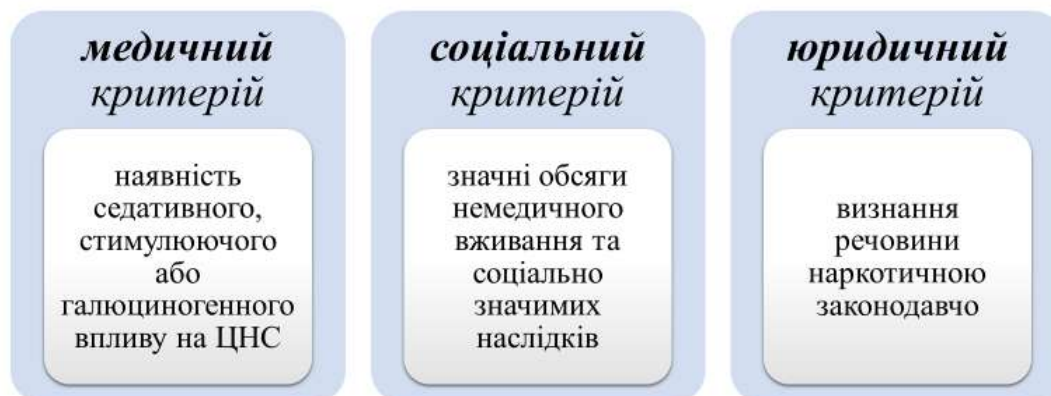 медичний
критерій
наявність
седативного,
стимулюючого
або
галюциногенного
впливу на ЦНС
соціальний
критерій
значні обсяги
немедичного
вживання та
соціально
значимих
наслідків
юридичний
критерій
визнання
речовини
наркотичною
законодавчо